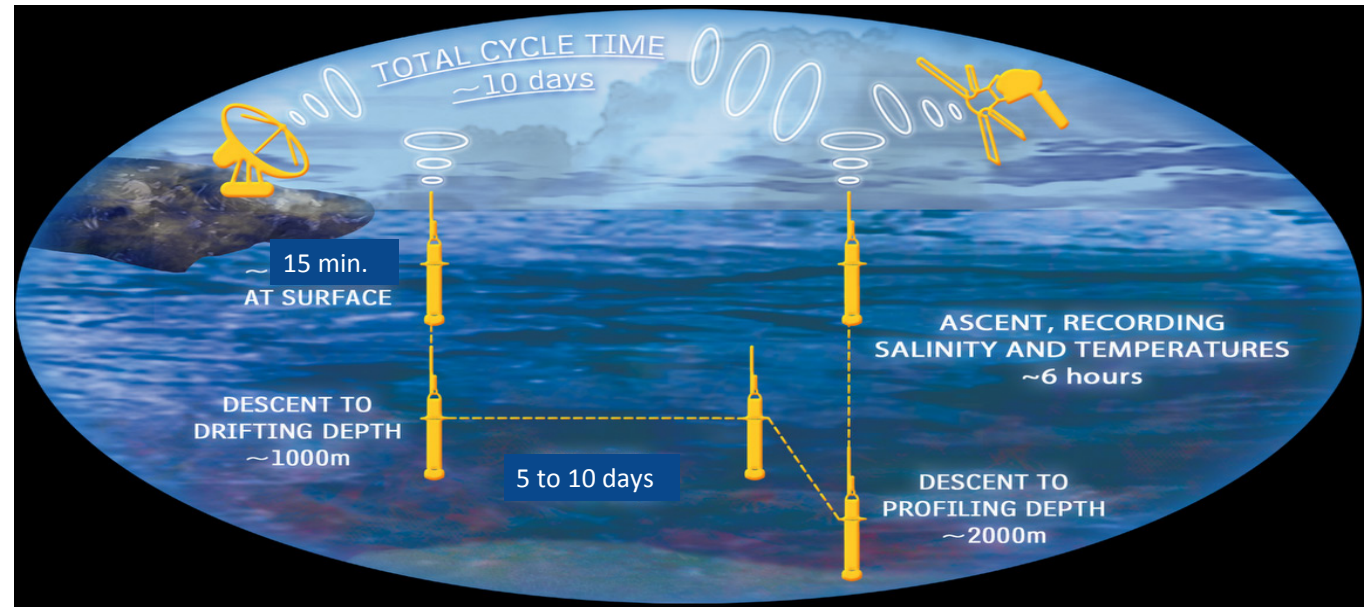 TOTAL CYCLE TIME
~10 days
~ 15 min.
AT SURFACE
ASCENT, RECORDING
SALINITY AND TEMPERATURES
~6 hours
DESCENT TO
DRIFTING DEPTH
~1000m
5 to 10 days
DESCENT TO
PROFILING DEPTH
~2000m